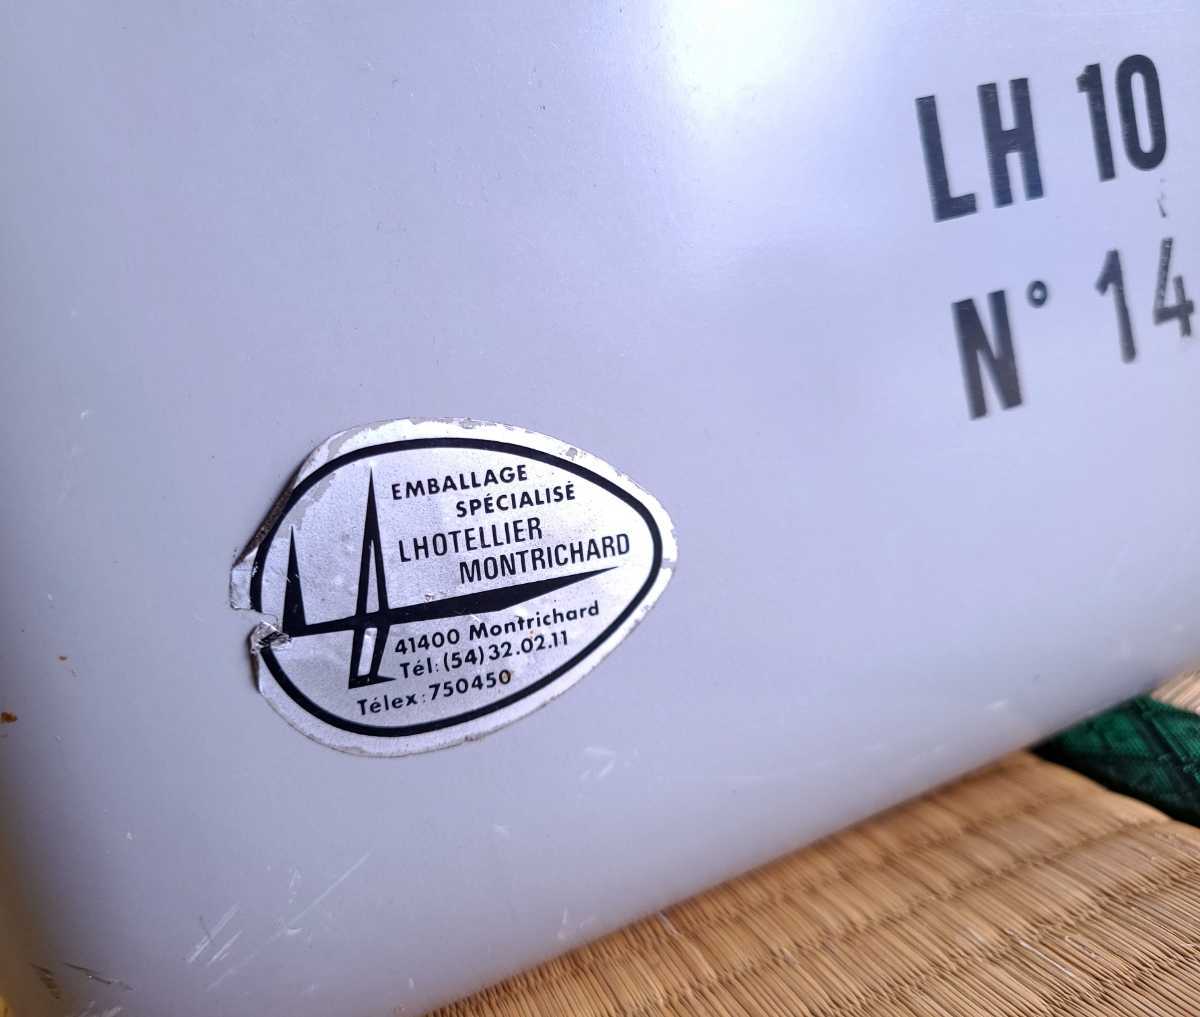 LH 10
N° 14
EMBALLAGE
SPÉCIALISÉ
LHOTELLIER
MONTRICHARD
41400 Montrichard
Tél:(54)32.02.11
Télex:750450